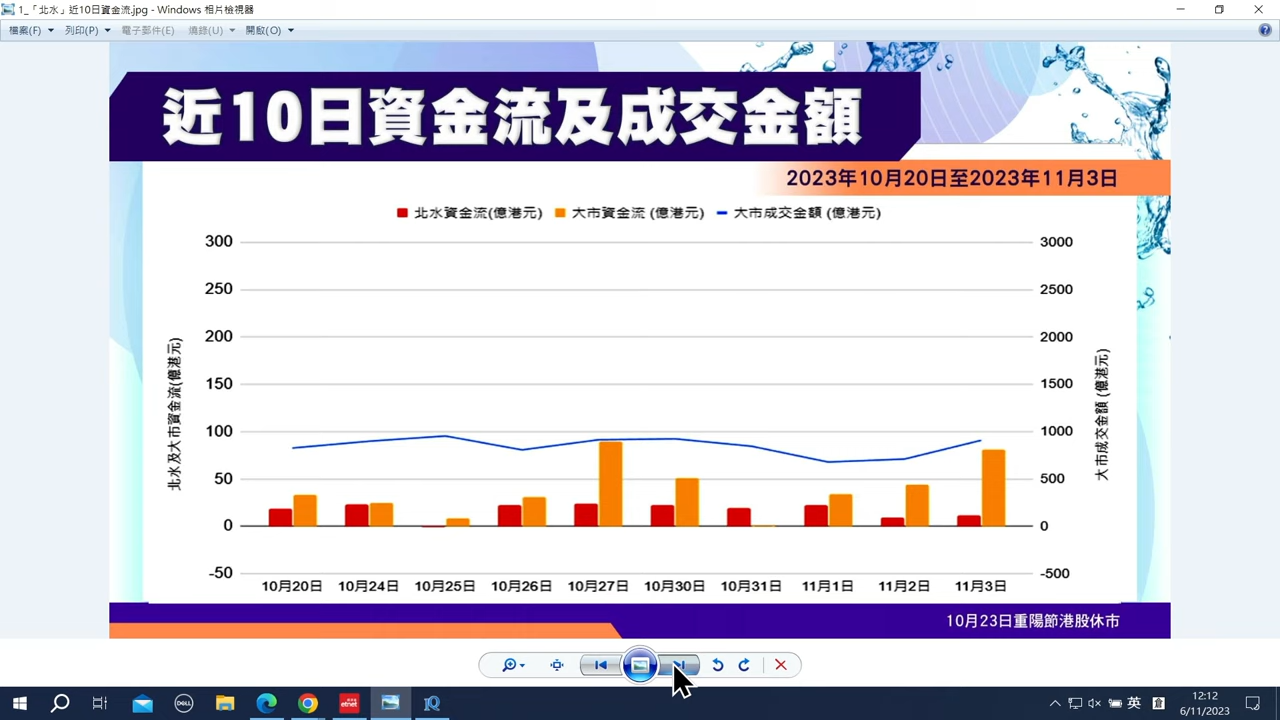 1_「北水」近10日資金流.jpg - Windows 相片檢視器
檔案(F) 列印(P) 電子郵件(E) 燒錄(U) 開啟(O)
近10日資金流及成交金額
2023年10月20日至2023年11月3日
北水資金流(億港元) 大市資金流 (億港元) 大市成交金額 (億港元)
300 3000
250 2500
200 2000
150 1500
100 1000
50 500
0 0
-50 -500
北水及大市資金流(億港元)
大市成交金額 (億港元)
10月20日 10月24日 10月25日 10月26日 10月27日 10月30日 10月31日 11月1日 11月2日 11月3日
10月23日重陽節港股休市
DELL
etnet
IQ
英
12:12
6/11/2023